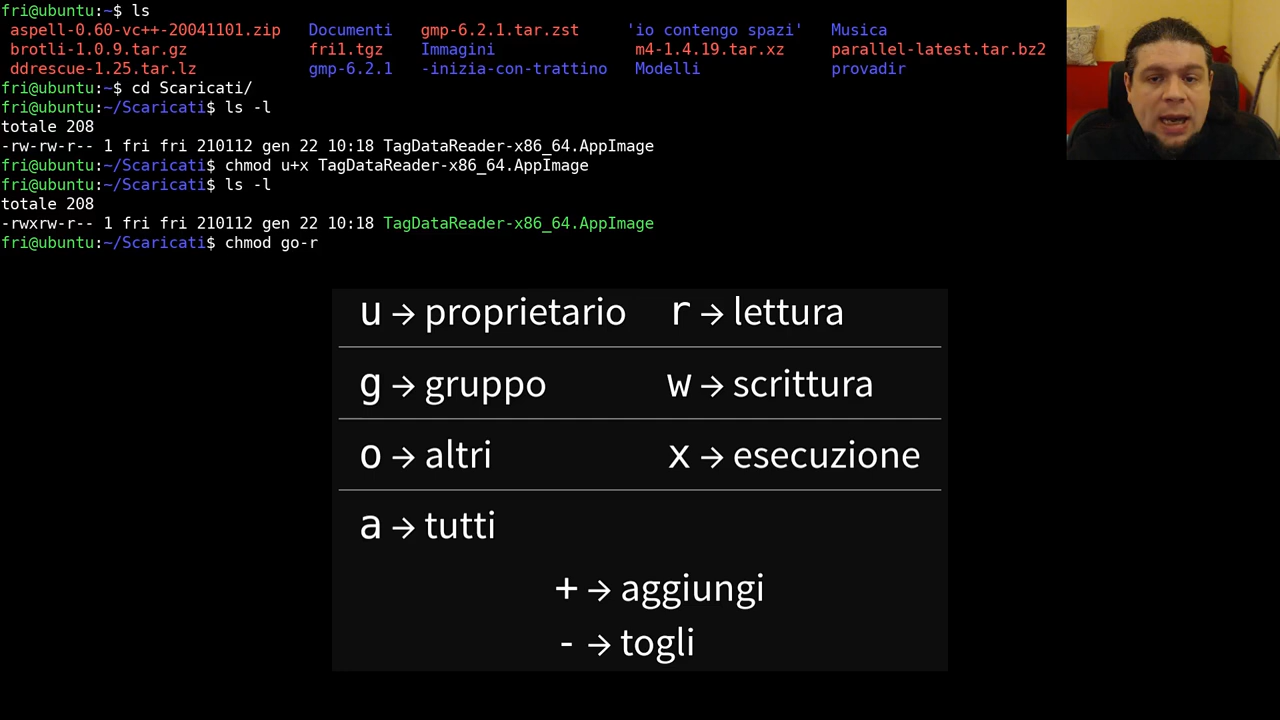 fri@ubuntu:~$ ls
aspell-0.60-vc++-20041101.zip Documenti gmp-6.2.1.tar.zst 'io contengo spazi' Musica
brotli-1.0.9.tar.gz fri1.tgz Immagini m4-1.4.19.tar.xz parallel-latest.tar.bz2
ddrescue-1.25.tar.lz gmp-6.2.1 -inizia-con-trattino Modelli provadir
fri@ubuntu:~$ cd Scaricati/
fri@ubuntu:~/Scaricati$ ls -l
totale 208
-rw-rw-r-- 1 fri fri 210112 gen 22 10:18 TagDataReader-x86_64.AppImage
fri@ubuntu:~/Scaricati$ chmod u+x TagDataReader-x86_64.AppImage
fri@ubuntu:~/Scaricati$ ls -l
totale 208
-rwxrw-r-- 1 fri fri 210112 gen 22 10:18 TagDataReader-x86_64.AppImage
fri@ubuntu:~/Scaricati$ chmod go-r
u → proprietario r → lettura
g → gruppo w → scrittura
o → altri x → esecuzione
a → tutti
+ → aggiungi
- → togli